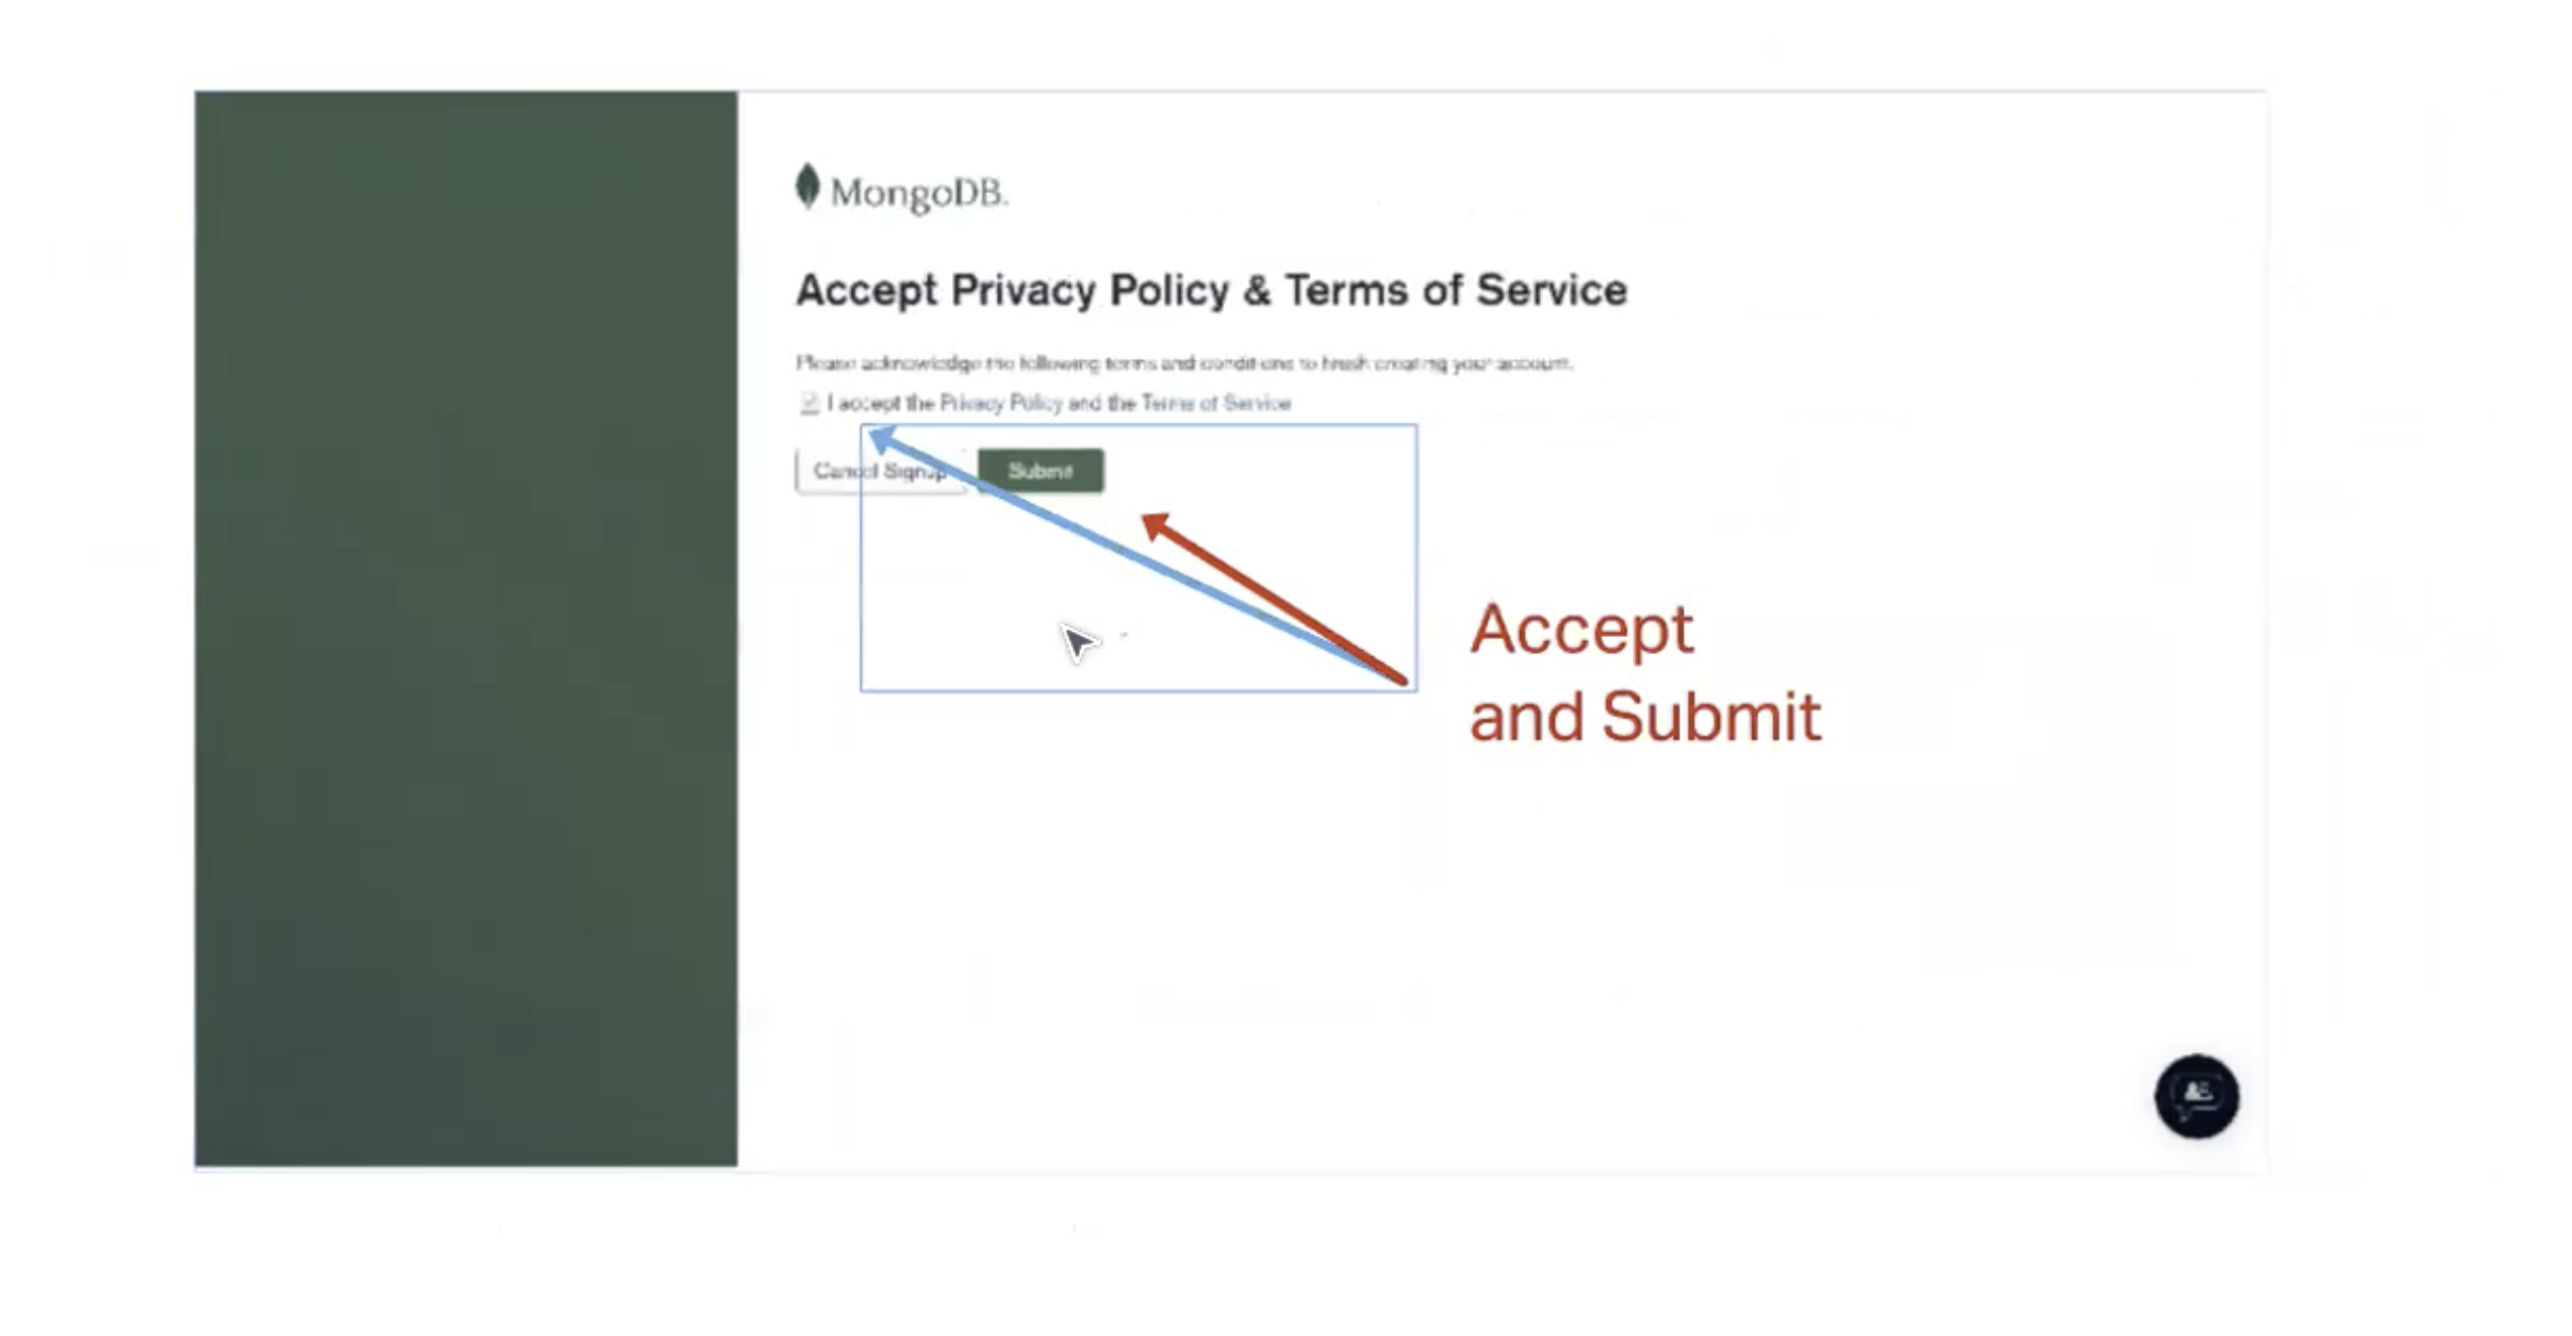 MongoDB.
Accept Privacy Policy & Terms of Service
Please acknowledge the following terms and conditions to finish creating your account.
I accept the Privacy Policy and the Terms of Service
Cancel Signup
Submit
Accept
and Submit